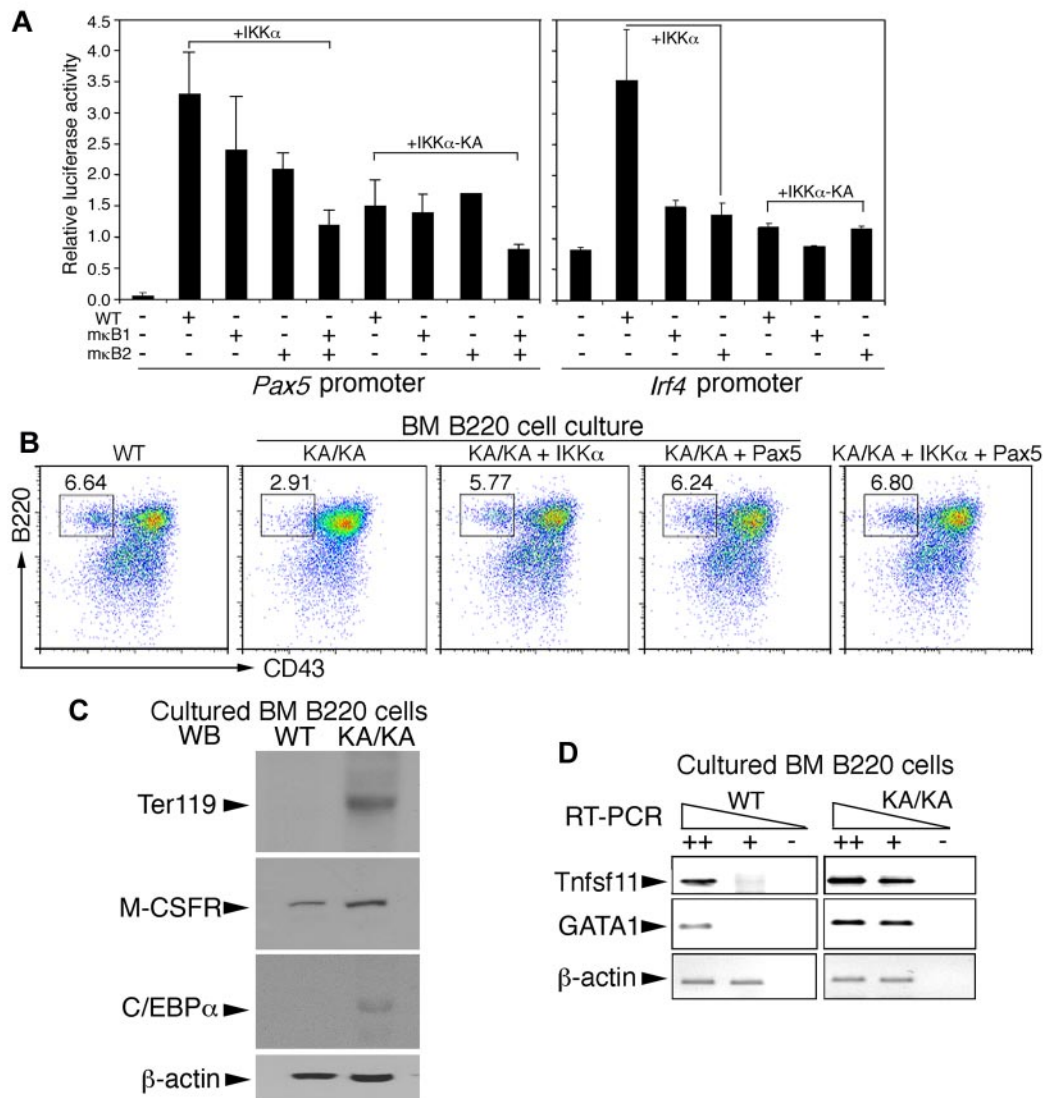 A
Relative luciferase activity
4.5
4.0
3.5
3.0
2.5
2.0
1.5
1.0
0.5
0.0
+IKKα
+IKKα-KA
+IKKα
+IKKα-KA
WT - + - - - + - - - - + - - + - -
mκB1 - - + - + - + - + - - + - - + -
mκB2 - - - + + - - + + - - - + - - +
Pax5 promoter
Irf4 promoter
B
BM B220 cell culture
WT
KA/KA
KA/KA + IKKα
KA/KA + Pax5
KA/KA + IKKα + Pax5
6.64
2.91
5.77
6.24
6.80
B220
CD43
C
Cultured BM B220 cells
WB WT KA/KA
Ter119
M-CSFR
C/EBPα
β-actin
D
Cultured BM B220 cells
WT KA/KA
RT-PCR
++ + - ++ + -
Tnfsf11
GATA1
β-actin